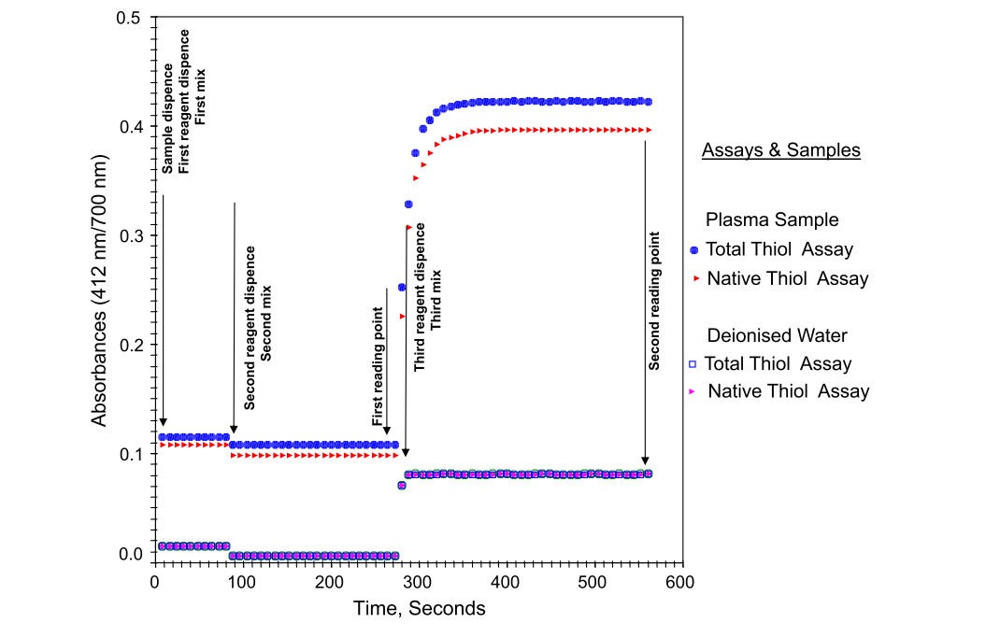 0.5
0.4
0.3
0.2
0.1
0.0
Absorbances (412 nm/700 nm)
0 100 200 300 400 500 600
Time, Seconds
Sample dispence
First reagent dispence
First mix
Second reagent dispence
Second mix
First reading point
Third reagent dispence
Third mix
Second reading point
Assays & Samples
Plasma Sample
Total Thiol Assay
Native Thiol Assay
Deionised Water
Total Thiol Assay
Native Thiol Assay